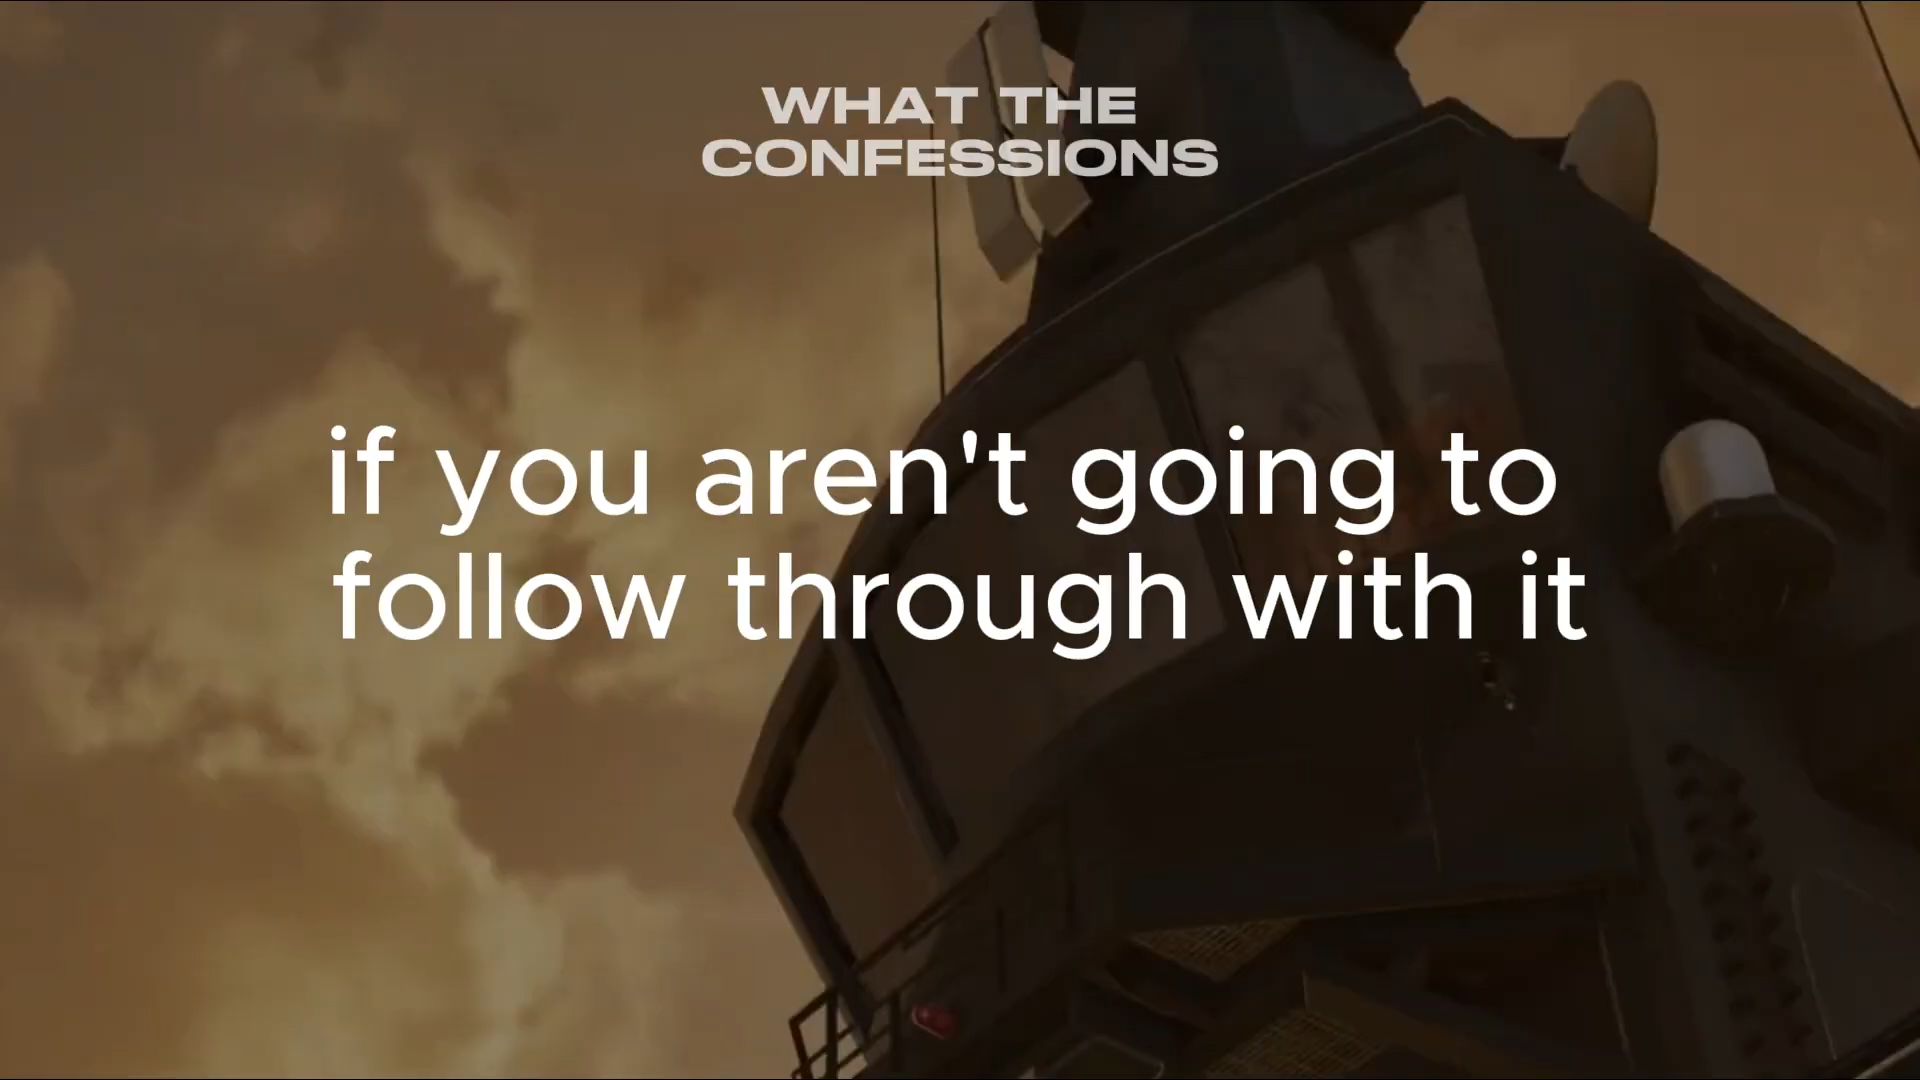 WHAT THE
CONFESSIONS
if you aren't going to
follow through with it